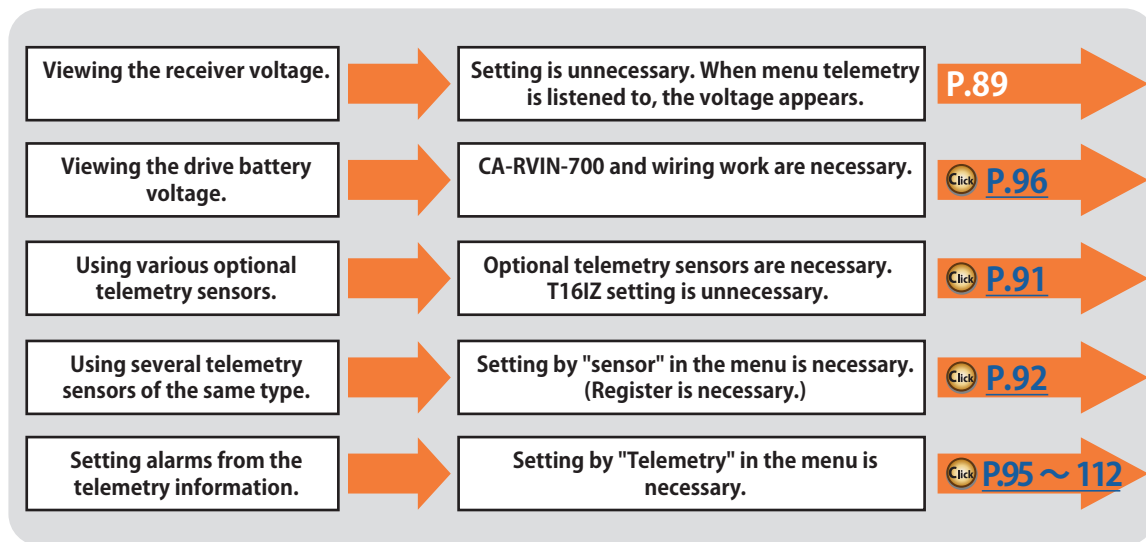 Viewing the receiver voltage.
Setting is unnecessary. When menu telemetry
is listened to, the voltage appears.
P.89
Viewing the drive battery
voltage.
CA-RVIN-700 and wiring work are necessary.
Click P.96
Using various optional
telemetry sensors.
Optional telemetry sensors are necessary.
T16IZ setting is unnecessary.
Click P.91
Using several telemetry
sensors of the same type.
Setting by "sensor" in the menu is necessary.
(Register is necessary.)
Click P.92
Setting alarms from the
telemetry information.
Setting by "Telemetry" in the menu is
necessary.
Click P.95 ～ 112